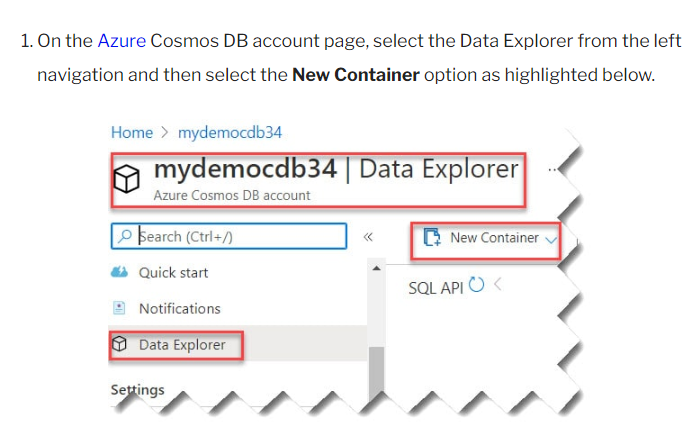 1. On the Azure Cosmos DB account page, select the Data Explorer from the left
navigation and then select the New Container option as highlighted below.
Home > mydemocdb34
mydemocdb34 | Data Explorer ...
Azure Cosmos DB account
Search (Ctrl+/) «
New Container
Quick start
SQL API
Notifications
Data Explorer
Settings